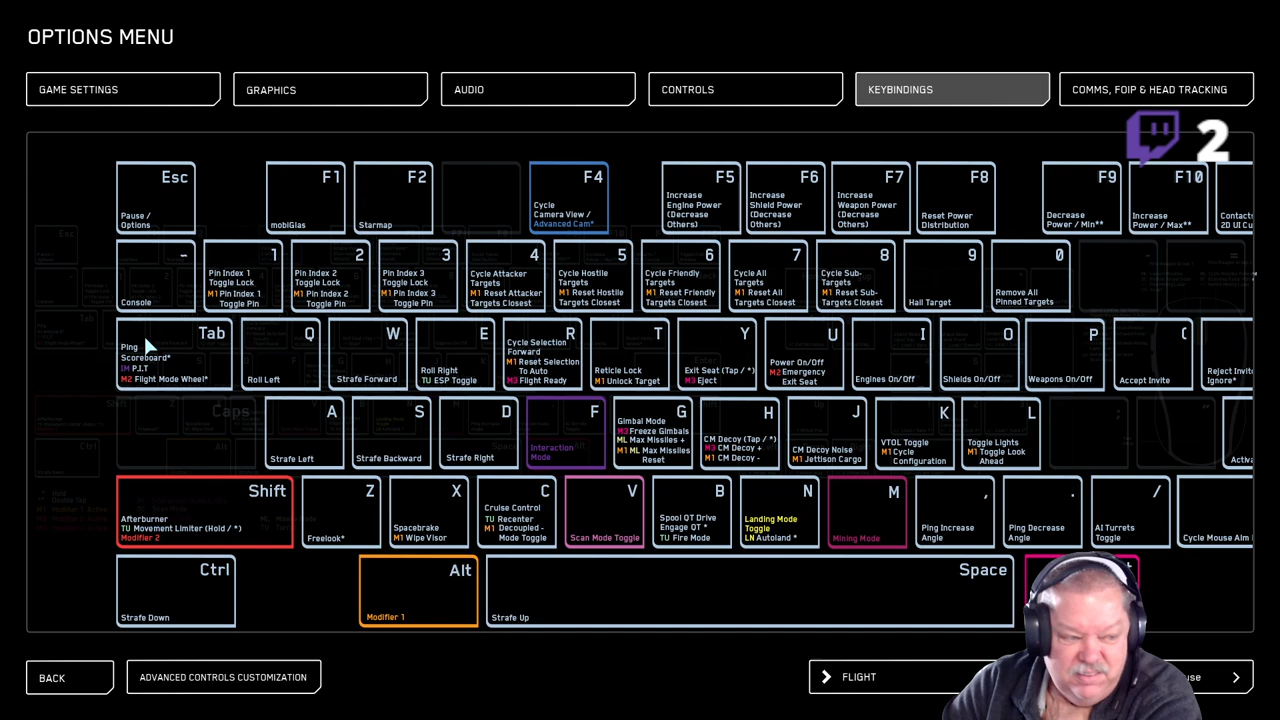 OPTIONS MENU
GAME SETTINGS
GRAPHICS
AUDIO
CONTROLS
KEYBINDINGS
COMMS, FOIP & HEAD TRACKING
2
Esc
Pause /
Options
F1
mobiGlas
F2
Starmap
F4
Cycle
Camera View /
Advanced Cam*
F5
Increase
Engine Power
(Decrease
Others)
F6
Increase
Shield Power
(Decrease
Others)
F7
Increase
Weapon Power
(Decrease
Others)
F8
Reset Power
Distribution
F9
Decrease
Power / Min**
F10
Increase
Power / Max**
Contacts
2D UI Cu
~
Console
1
Pin Index 1
Toggle Lock
M1 Pin Index 1
Toggle Pin
2
Pin Index 2
Toggle Lock
M1 Pin Index 2
Toggle Pin
3
Pin Index 3
Toggle Lock
M1 Pin Index 3
Toggle Pin
4
Cycle Attacker
Targets
M1 Reset Attacker
Targets Closest
5
Cycle Hostile
Targets
M1 Reset Hostile
Targets Closest
6
Cycle Friendly
Targets
M1 Reset Friendly
Targets Closest
7
Cycle All
Targets
M1 Reset All
Targets Closest
8
Cycle Sub-
Targets
M1 Reset Sub-
Targets Closest
9
Hail Target
0
Remove All
Pinned Targets
Tab
Ping
Scoreboard*
IM P.I.T
M2 Flight Mode Wheel*
Q
Roll Left
W
Strafe Forward
E
Roll Right
TU ESP Toggle
R
Cycle Selection
Forward
M1 Reset Selection
To Auto
M3 Flight Ready
T
Reticle Lock
M1 Unlock Target
Y
Exit Seat (Tap / *)
M3 Eject
U
Power On/Off
M2 Emergency
Exit Seat
I
Engines On/Off
O
Shields On/Off
P
Weapons On/Off
Accept Invite
Reject Invit
Ignore*
Caps
A
Strafe Left
S
Strafe Backward
D
Strafe Right
F
Interaction
Mode
G
Gimbal Mode
M3 Freeze Gimbals
ML Max Missiles +
M1 ML Max Missiles
Reset
H
CM Decoy (Tap / *)
M3 CM Decoy +
M1 CM Decoy -
J
CM Decoy Noise
M1 Jettison Cargo
K
VTOL Toggle
M1 Cycle
Configuration
L
Toggle Lights
M1 Toggle Look
Ahead
;
Activa
Shift
Afterburner
TU Movement Limiter (Hold / *)
Modifier 2
Z
Freelook*
X
Spacebrake
M1 Wipe Visor
C
Cruise Control
TU Recenter
M1 Decoupled -
Mode Toggle
V
Scan Mode Toggle
B
Spool QT Drive
Engage QT *
TU Fire Mode
N
Landing Mode
Toggle
LN Autoland *
M
Mining Mode
,
Ping Increase
Angle
.
Ping Decrease
Angle
/
AI Turrets
Toggle
Cycle Mouse Aim
Ctrl
Strafe Down
Alt
Modifier 1
Space
Strafe Up
BACK
ADVANCED CONTROLS CUSTOMIZATION
FLIGHT